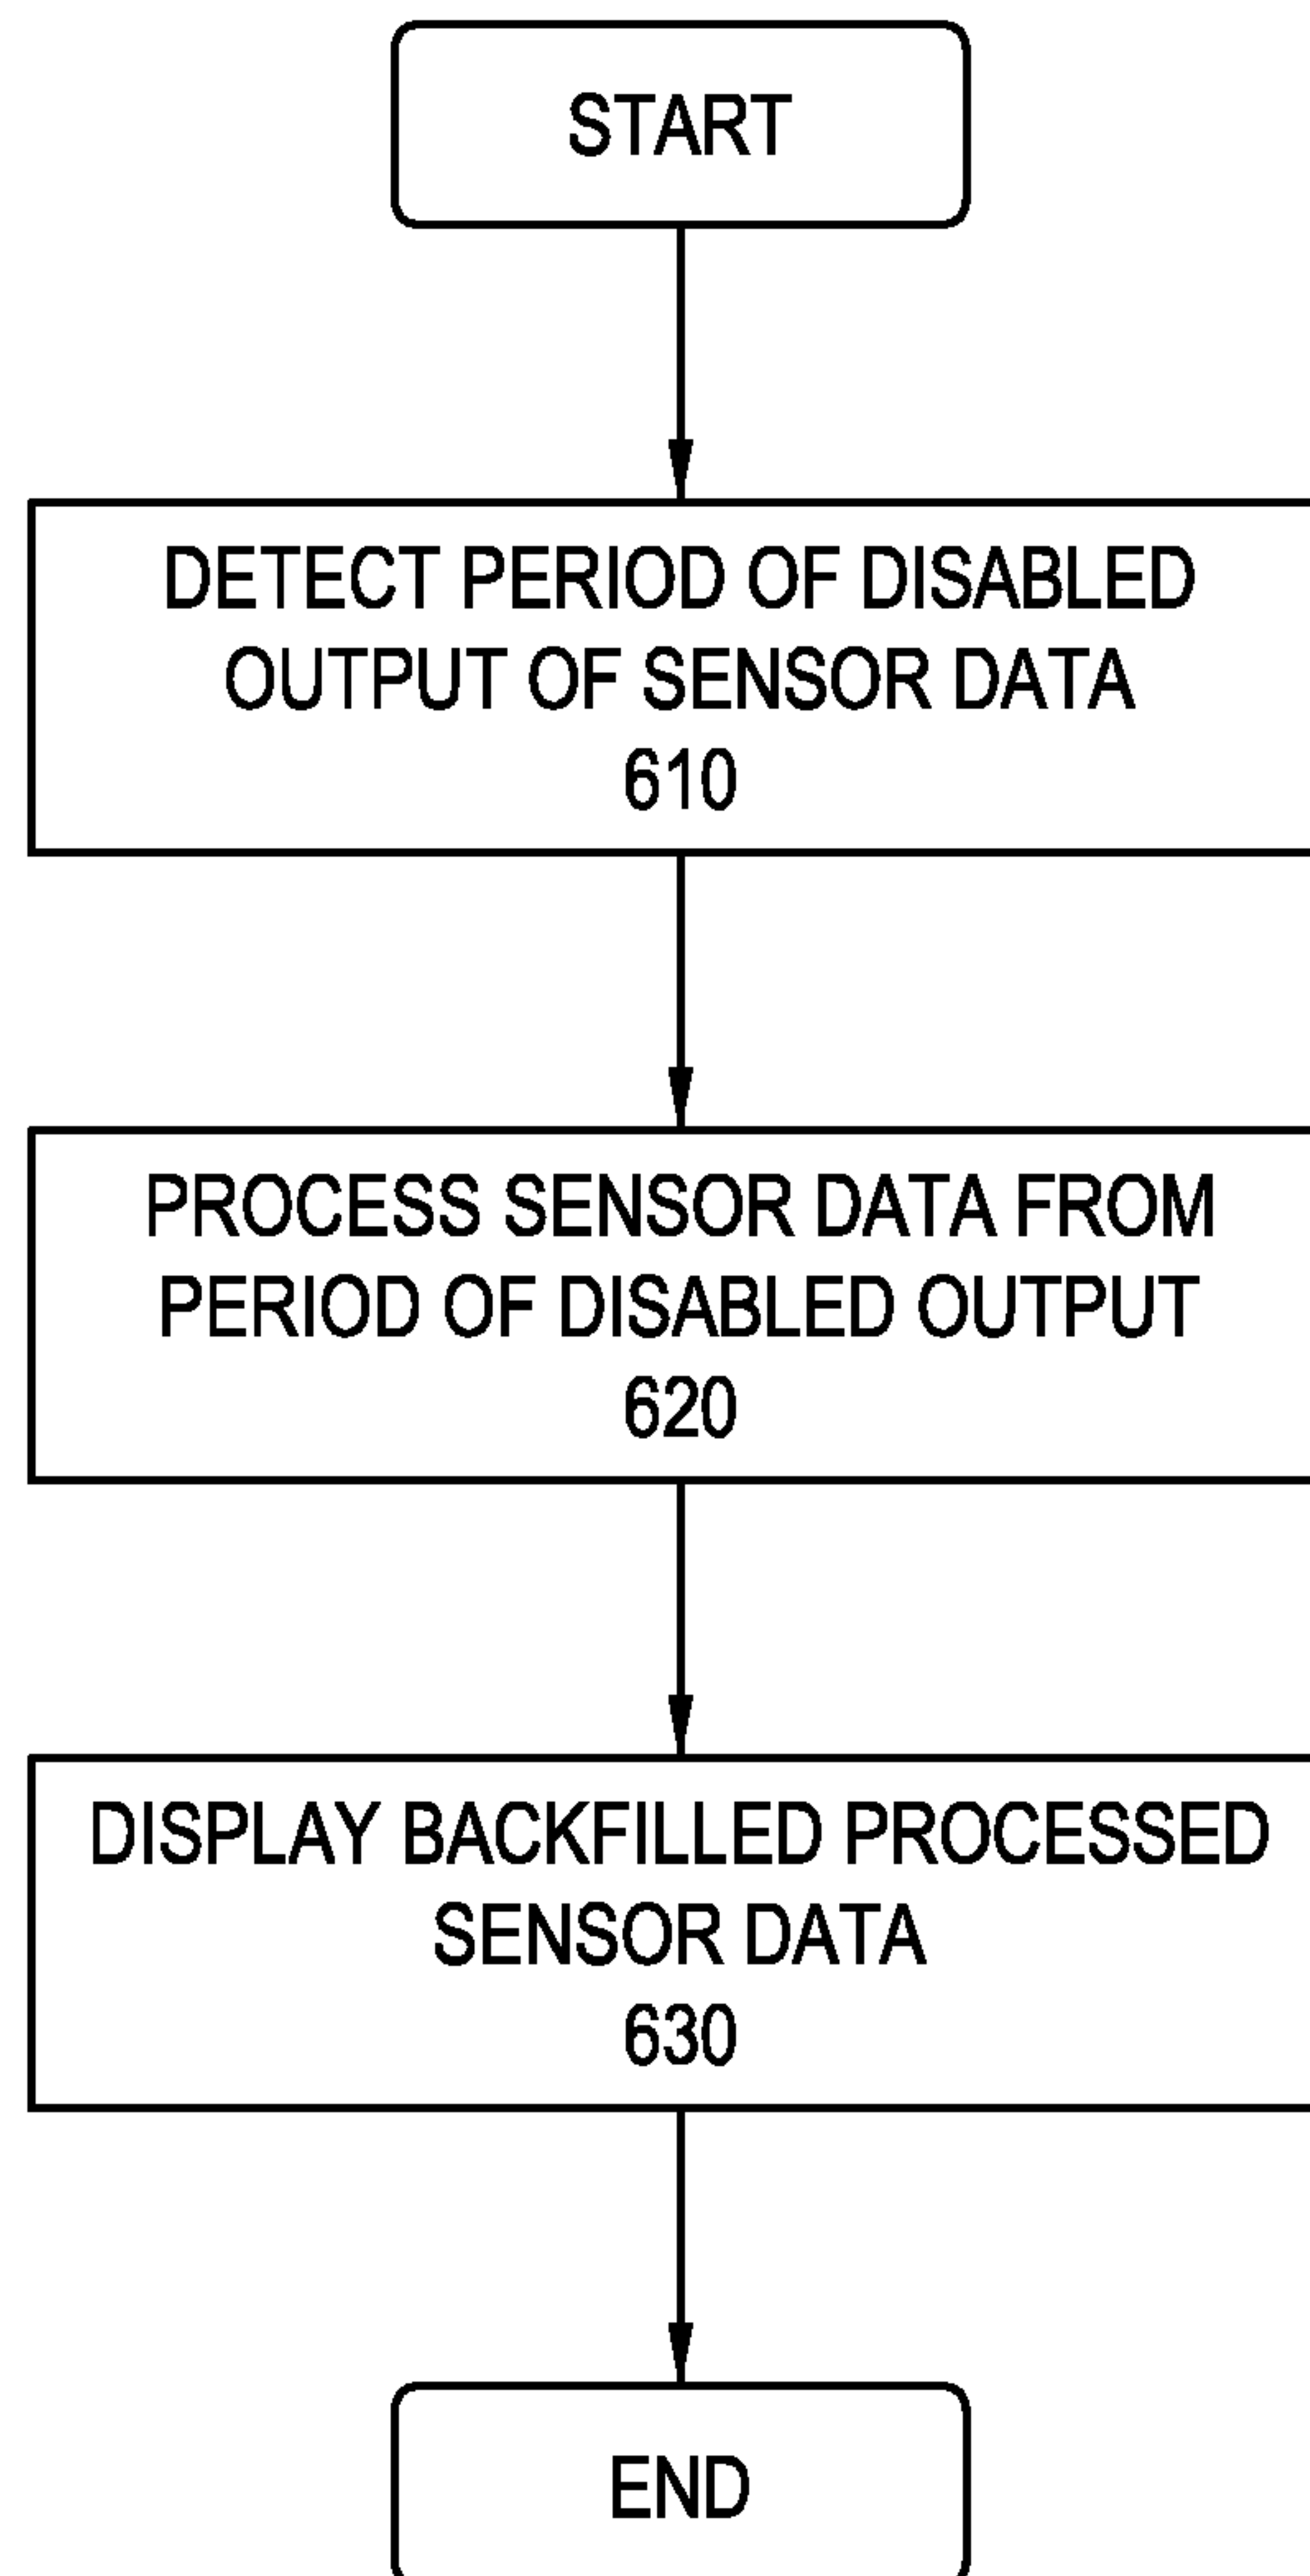 START
DETECT PERIOD OF DISABLED
OUTPUT OF SENSOR DATA
610
PROCESS SENSOR DATA FROM
PERIOD OF DISABLED OUTPUT
620
DISPLAY BACKFILLED PROCESSED
SENSOR DATA
630
END